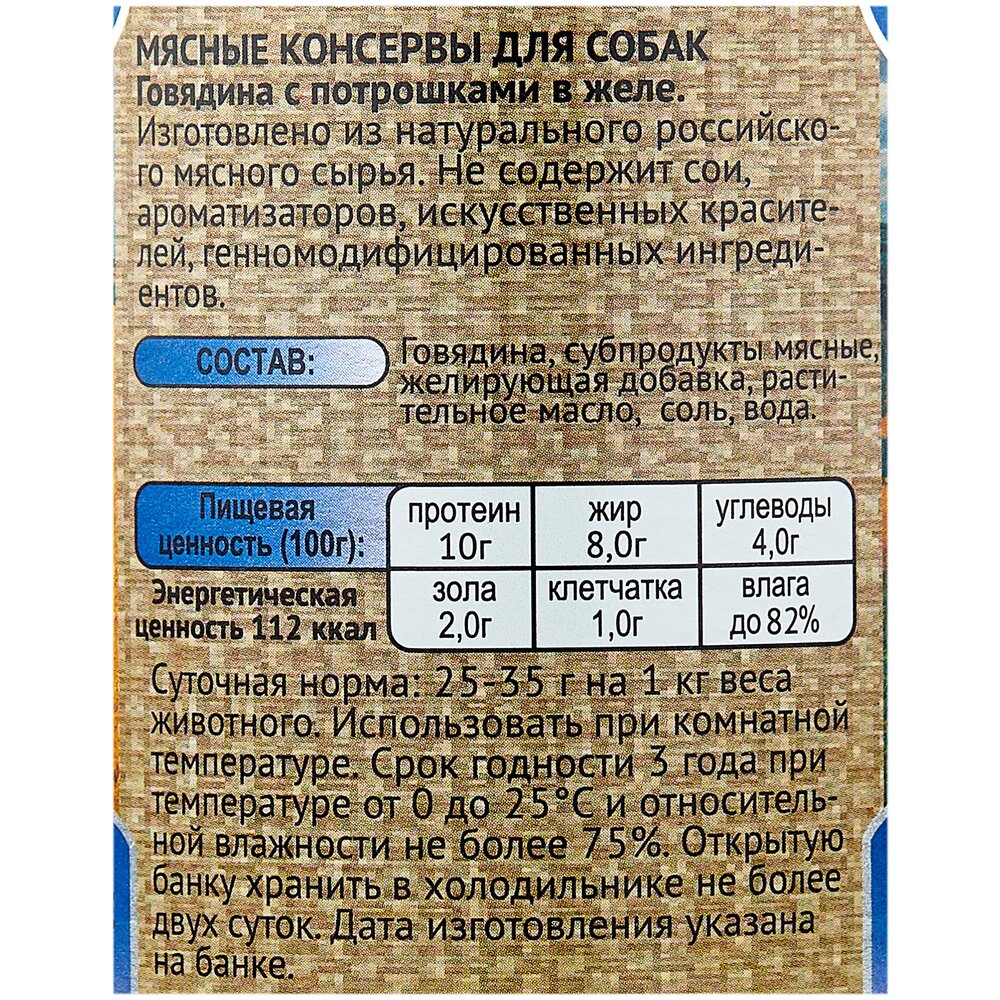 МЯСНЫЕ КОНСЕРВЫ ДЛЯ СОБАК
Говядина с потрошками в желе.
Изготовлено из натурального российско-
го мясного сырья. Не содержит сои,
ароматизаторов, искусственных красите-
лей, генномодифицированных ингреди-
ентов.
СОСТАВ:
Говядина, субпродукты мясные,
желирующая добавка, расти-
тельное масло, соль, вода.
Пищевая
ценность (100г):
протеин
10г
жир
8,0г
углеводы
4,0г
Энергетическая
ценность 112 ккал
зола
2,0г
клетчатка
1,0г
влага
до 82%
Суточная норма: 25-35 г на 1 кг веса
животного. Использовать при комнатной
температуре. Срок годности 3 года при
температуре от 0 до 25°C и относитель-
ной влажности не более 75%. Открытую
банку хранить в холодильнике не более
двух суток. Дата изготовления указана
на банке.